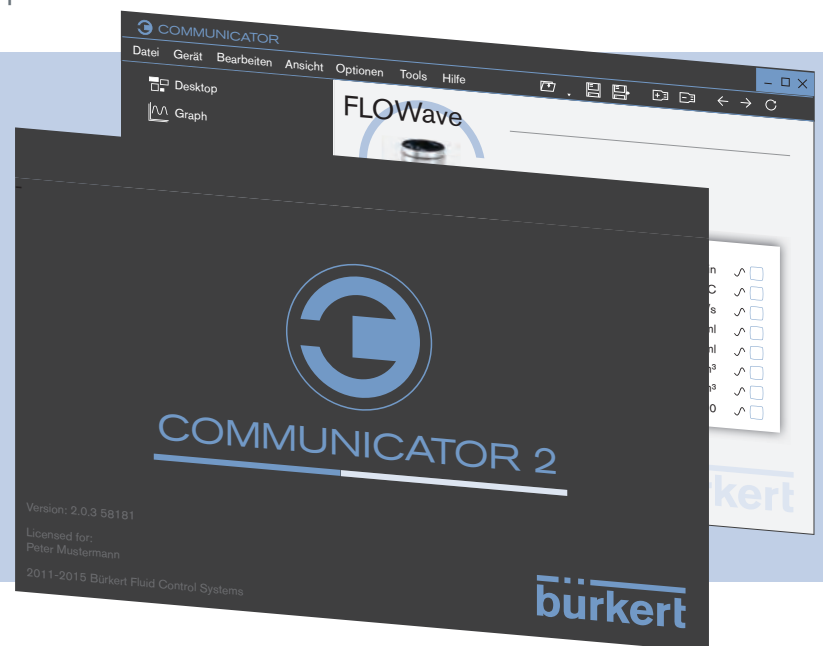 COMMUNICATOR
Datei Gerät Bearbeiten Ansicht Optionen Tools Hilfe
Desktop
Graph
FLOWave
COMMUNICATOR 2
Version: 2.0.3 58181
Licensed for:
Peter Mustermann
2011-2015 Bürkert Fluid Control Systems
bürkert